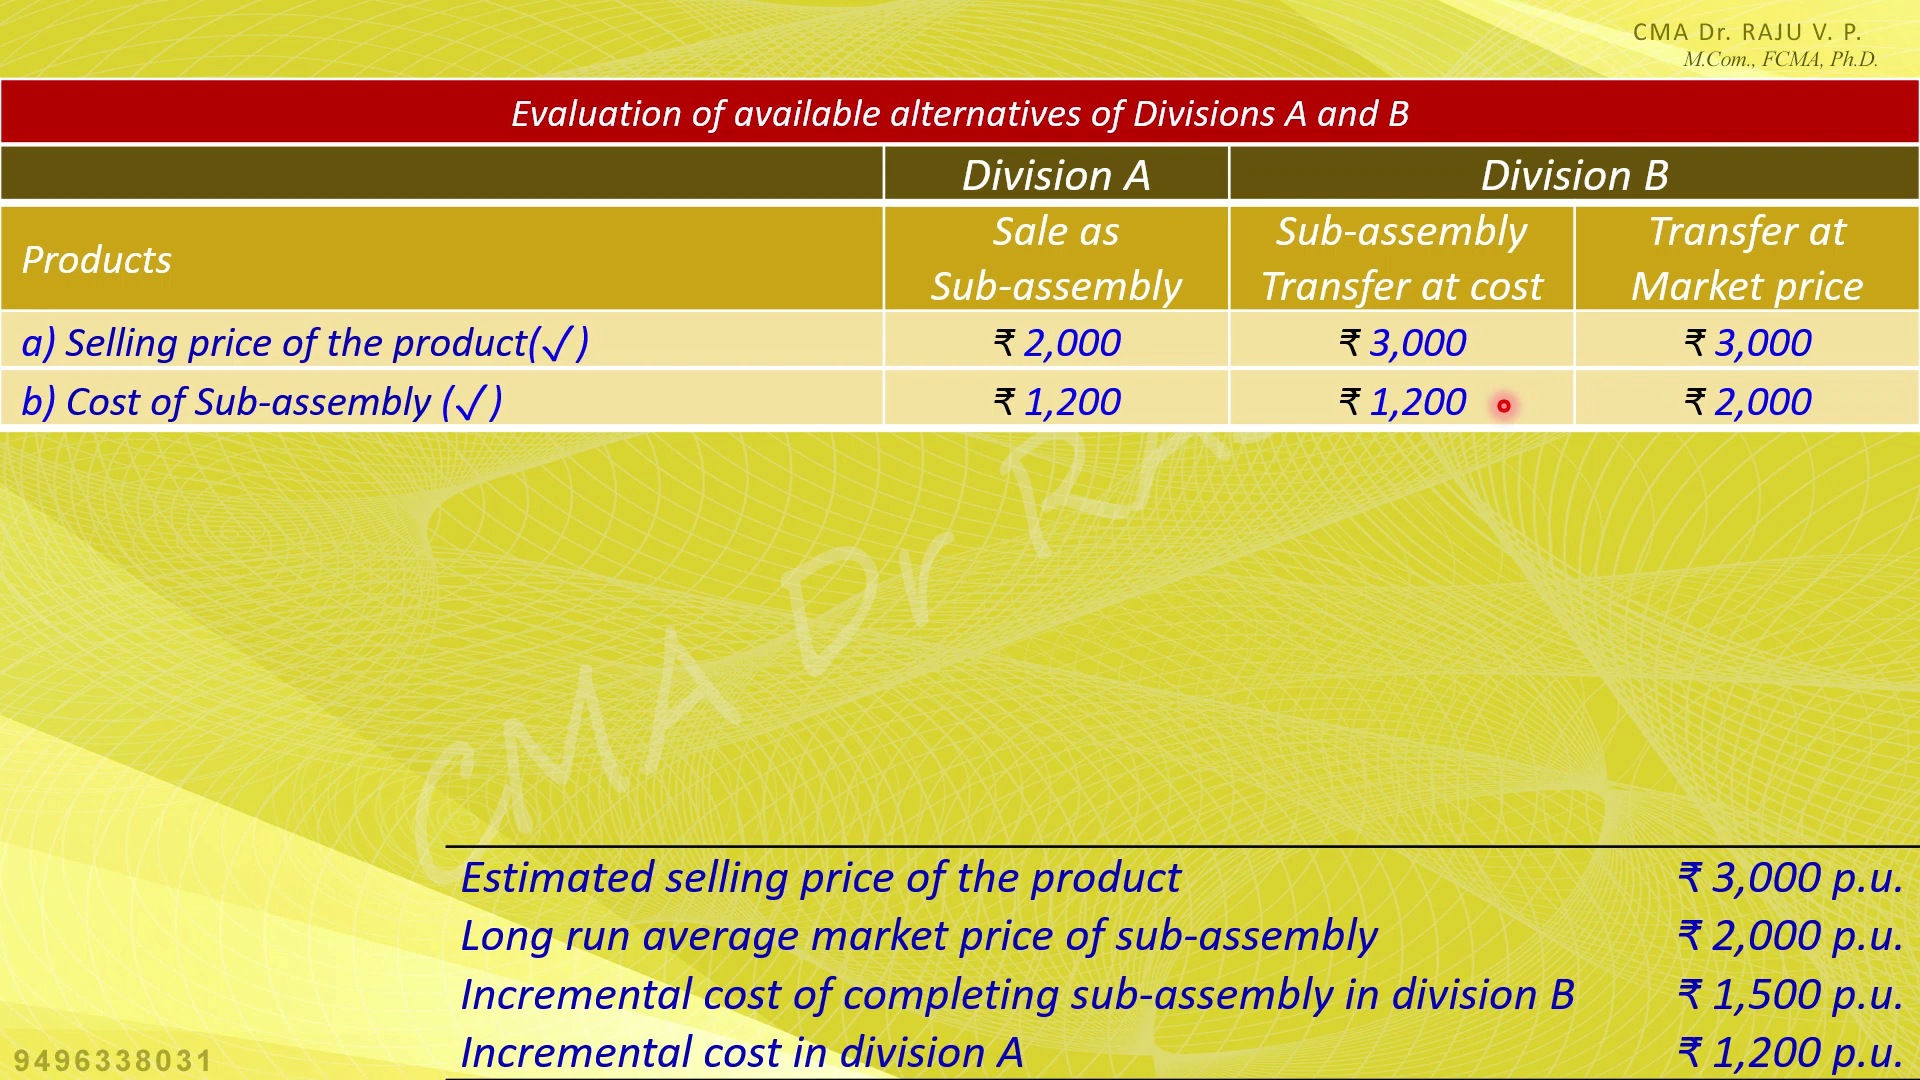 CMA Dr. RAJU V. P.
M.Com., FCMA, Ph.D.
Evaluation of available alternatives of Divisions A and B
Division A Division B
Products Sale as Sub-assembly Sub-assembly Transfer at cost Transfer at Market price
a) Selling price of the product(✓) ₹ 2,000 ₹ 3,000 ₹ 3,000
b) Cost of Sub-assembly (✓) ₹ 1,200 ₹ 1,200 ₹ 2,000
CMA Dr
Estimated selling price of the product ₹ 3,000 p.u.
Long run average market price of sub-assembly ₹ 2,000 p.u.
Incremental cost of completing sub-assembly in division B ₹ 1,500 p.u.
Incremental cost in division A ₹ 1,200 p.u.
9496338031